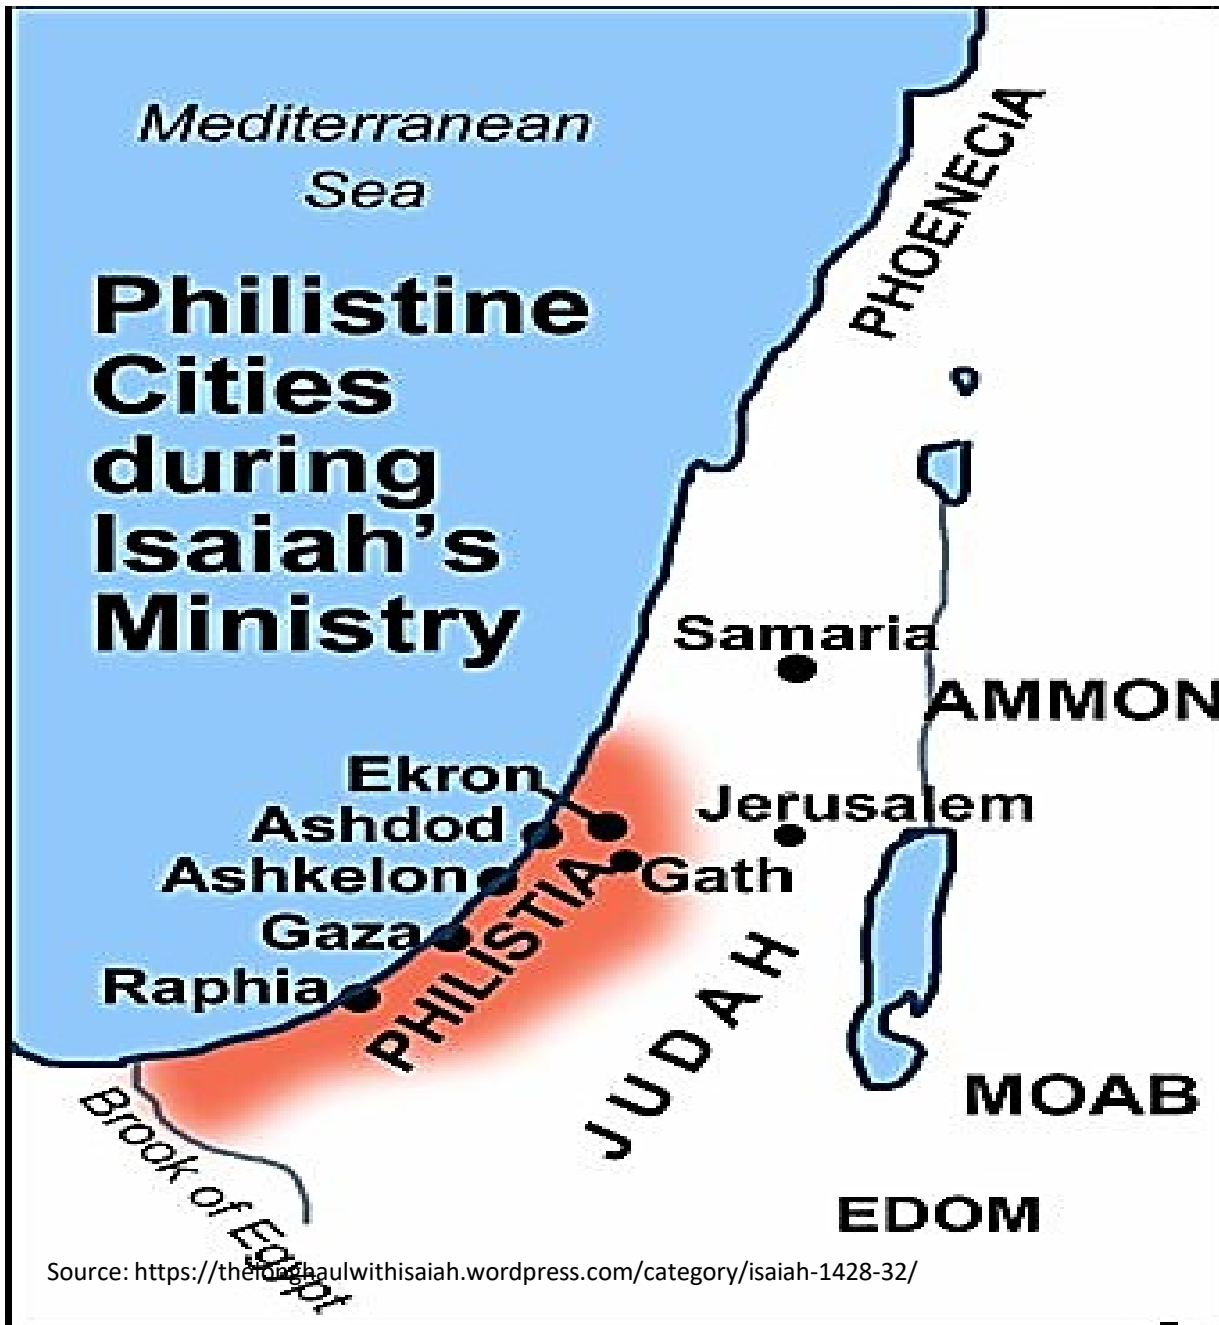 Mediterranean
Sea
PHOENECIA
Philistine
Cities
during
Isaiah's
Ministry
Samaria
AMMON
Ekron
Jerusalem
Ashdod
Ashkelon
Gath
Gaza
PHILISTIA
Raphia
JUDAH
MOAB
Brook of Egypt
EDOM
Source: https://thelonghaulwithisaiah.wordpress.com/category/isaiah-1428-32/